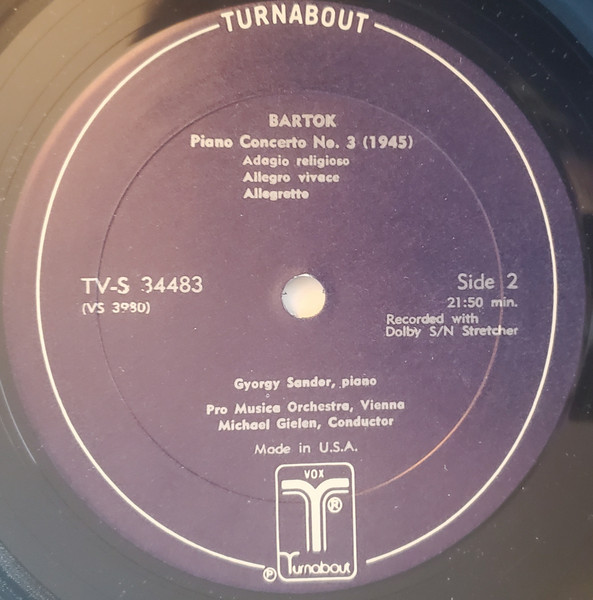 TURNABOUT
BARTOK
Piano Concerto No. 3 (1945)
Adagio religioso
Allegro vivace
Allegretto
TV-S 34483
(VS 3980)
Side 2
21:50 min.
Recorded with
Dolby S/N Stretcher
Gyorgy Sandor, piano
Pro Musica Orchestra, Vienna
Michael Gielen, Conductor
Made in U.S.A.
VOX
T®
℗ Turnabout